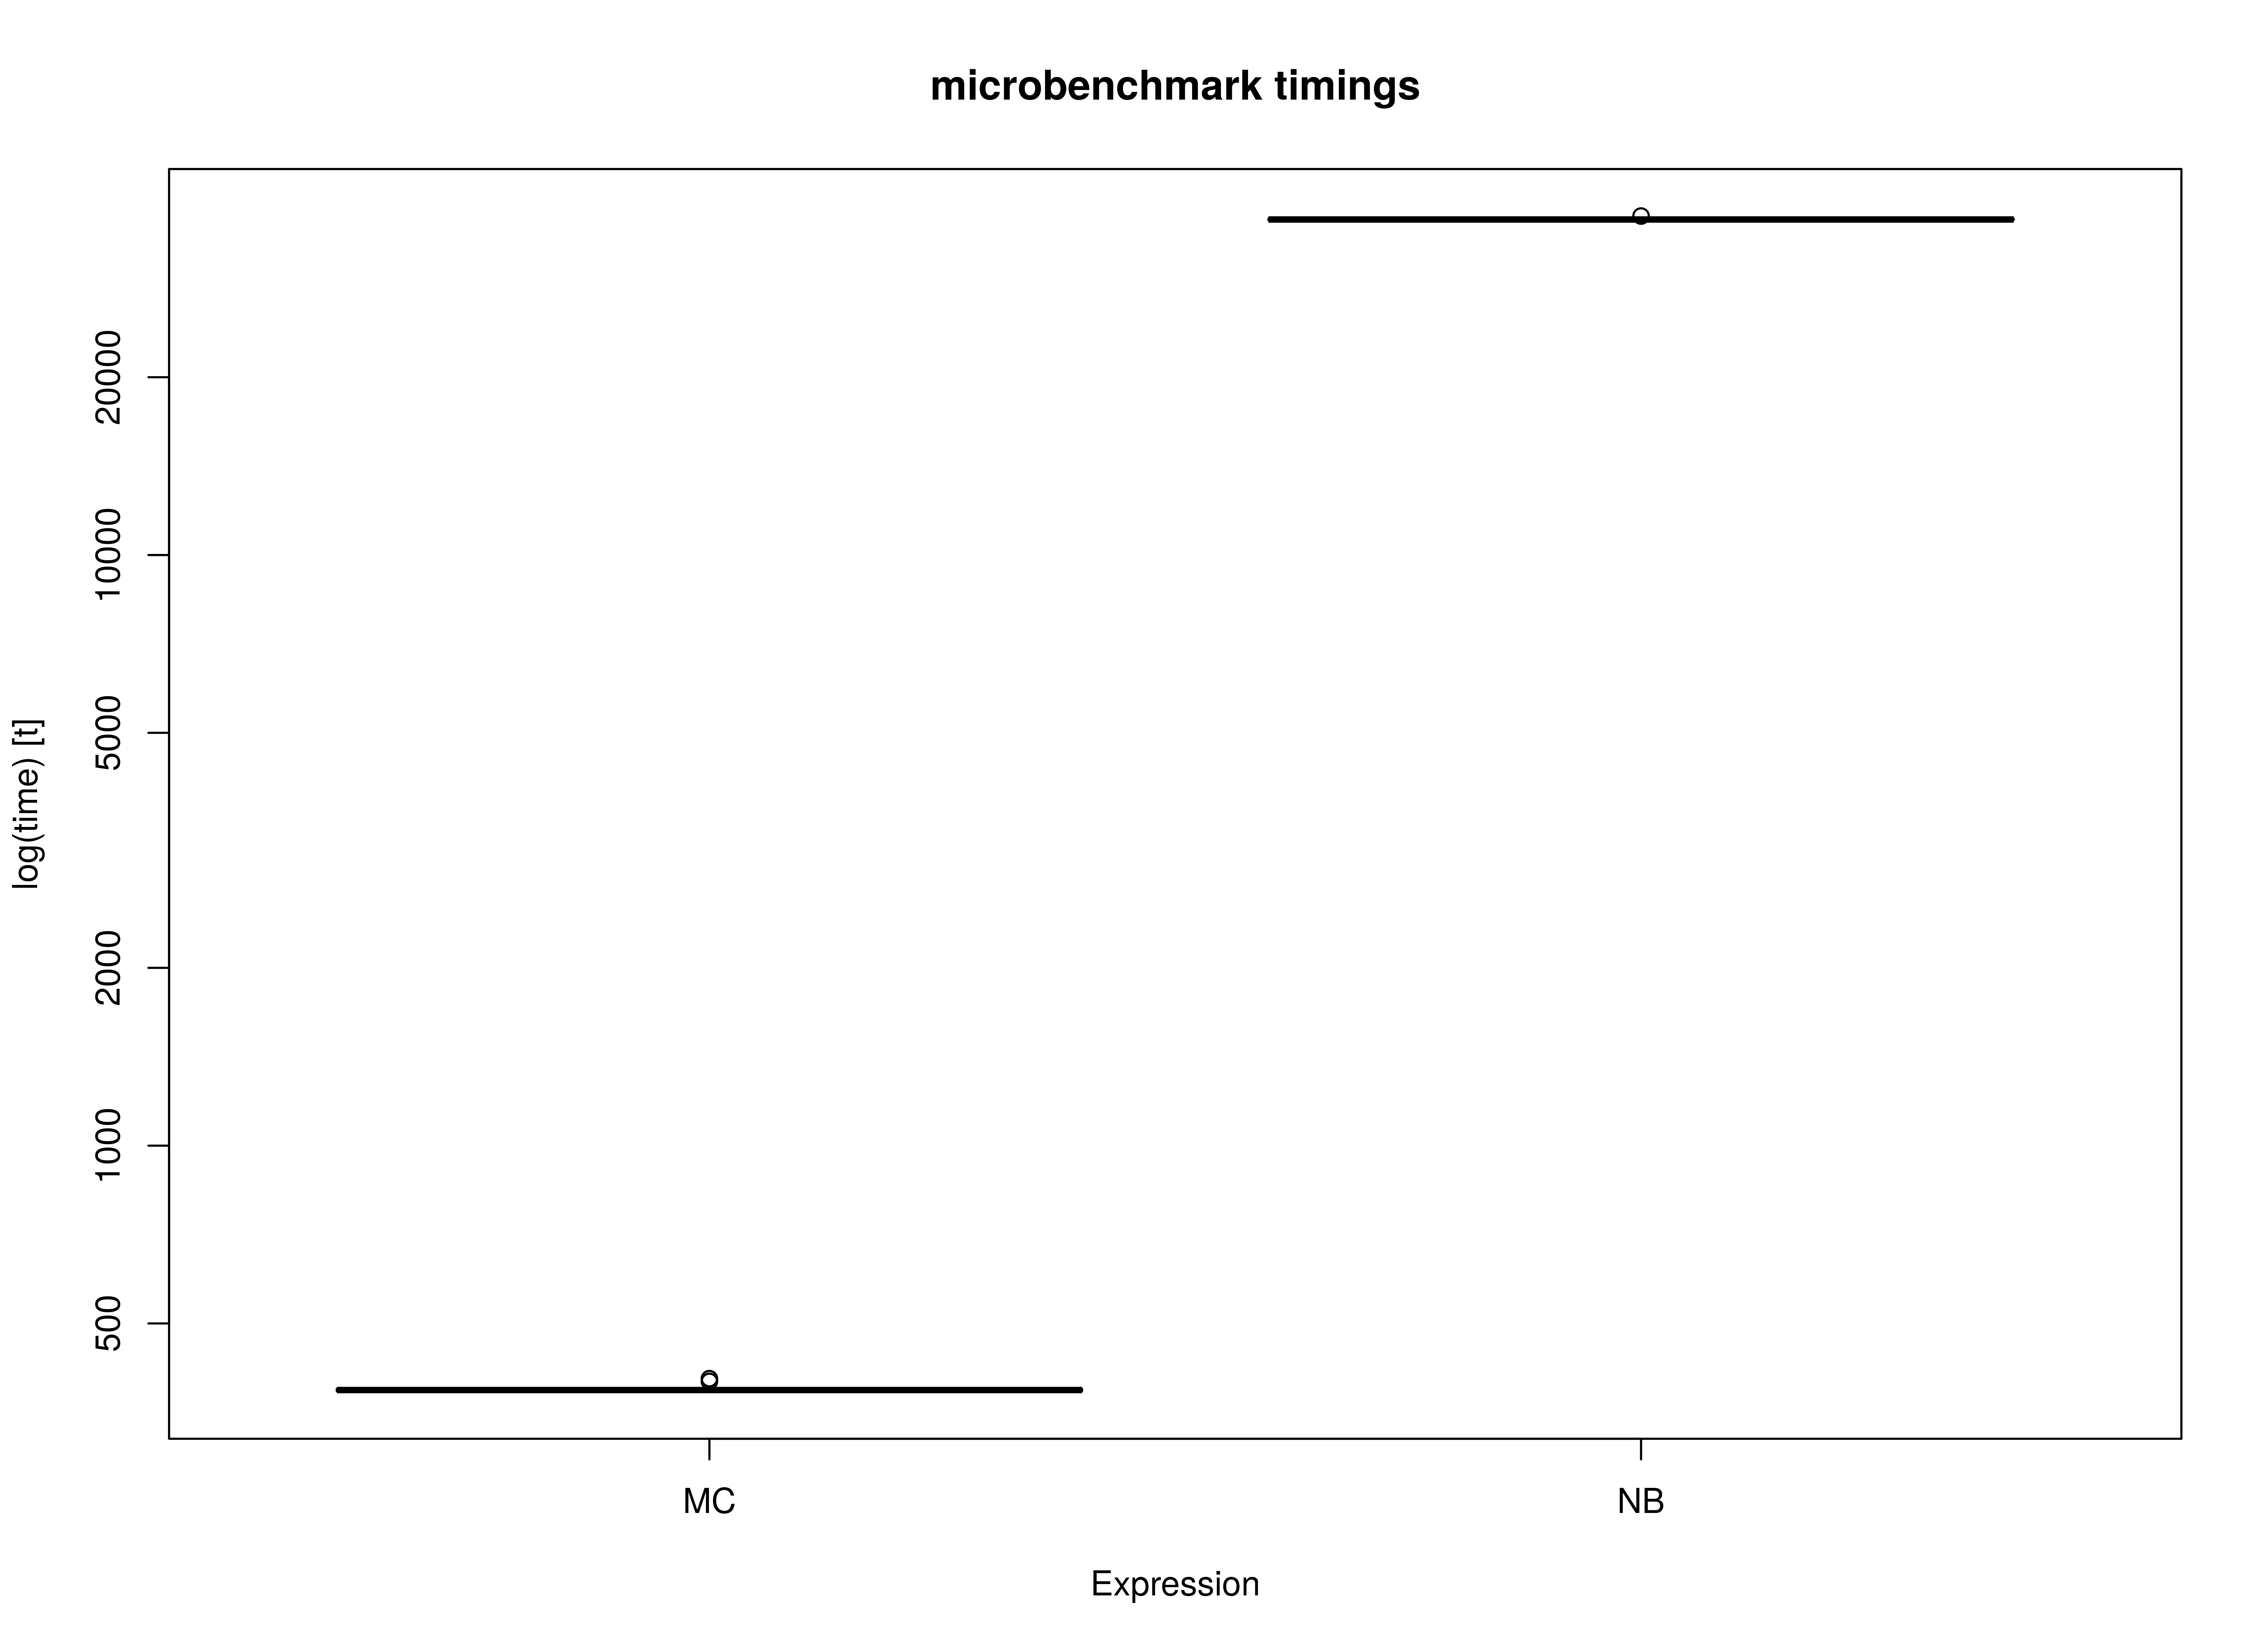 microbenchmark timings
log(time) [t]
20000
10000
5000
2000
1000
500
MC
NB
Expression